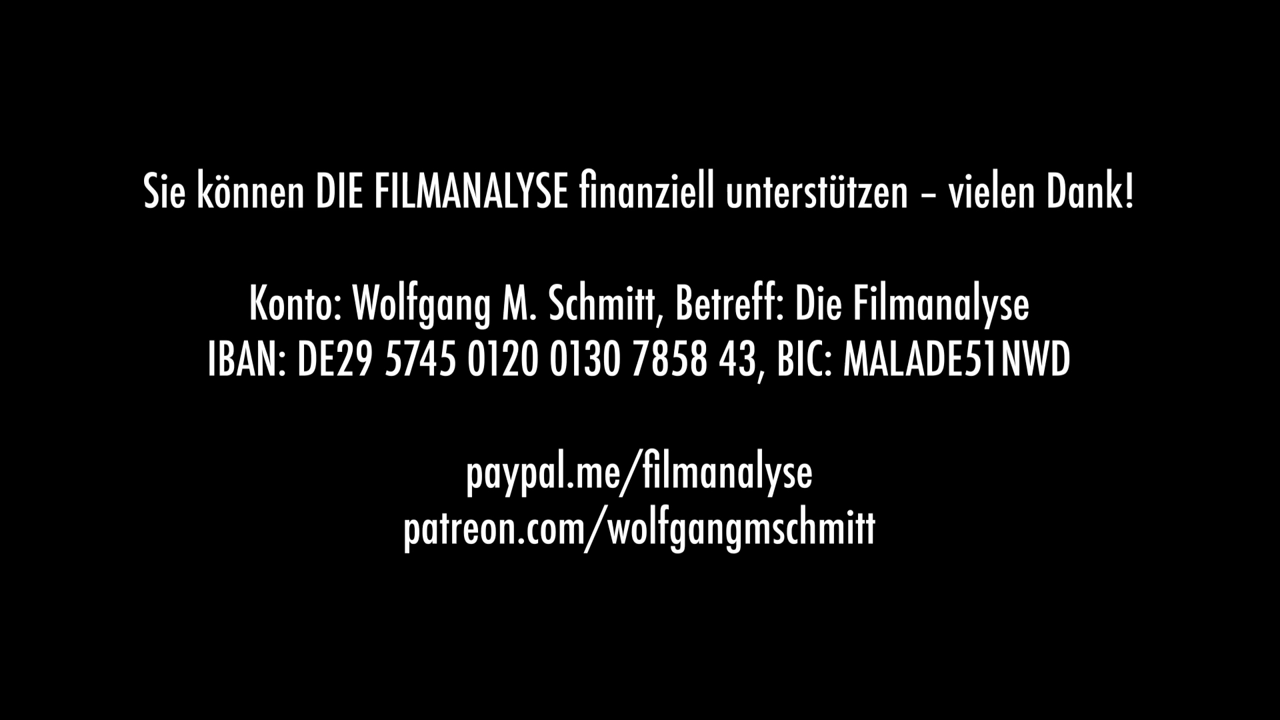 Sie können DIE FILMANALYSE finanziell unterstützen – vielen Dank!
Konto: Wolfgang M. Schmitt, Betreff: Die Filmanalyse
IBAN: DE29 5745 0120 0130 7858 43, BIC: MALADE51NWD
paypal.me/filmanalyse
patreon.com/wolfgangmschmitt